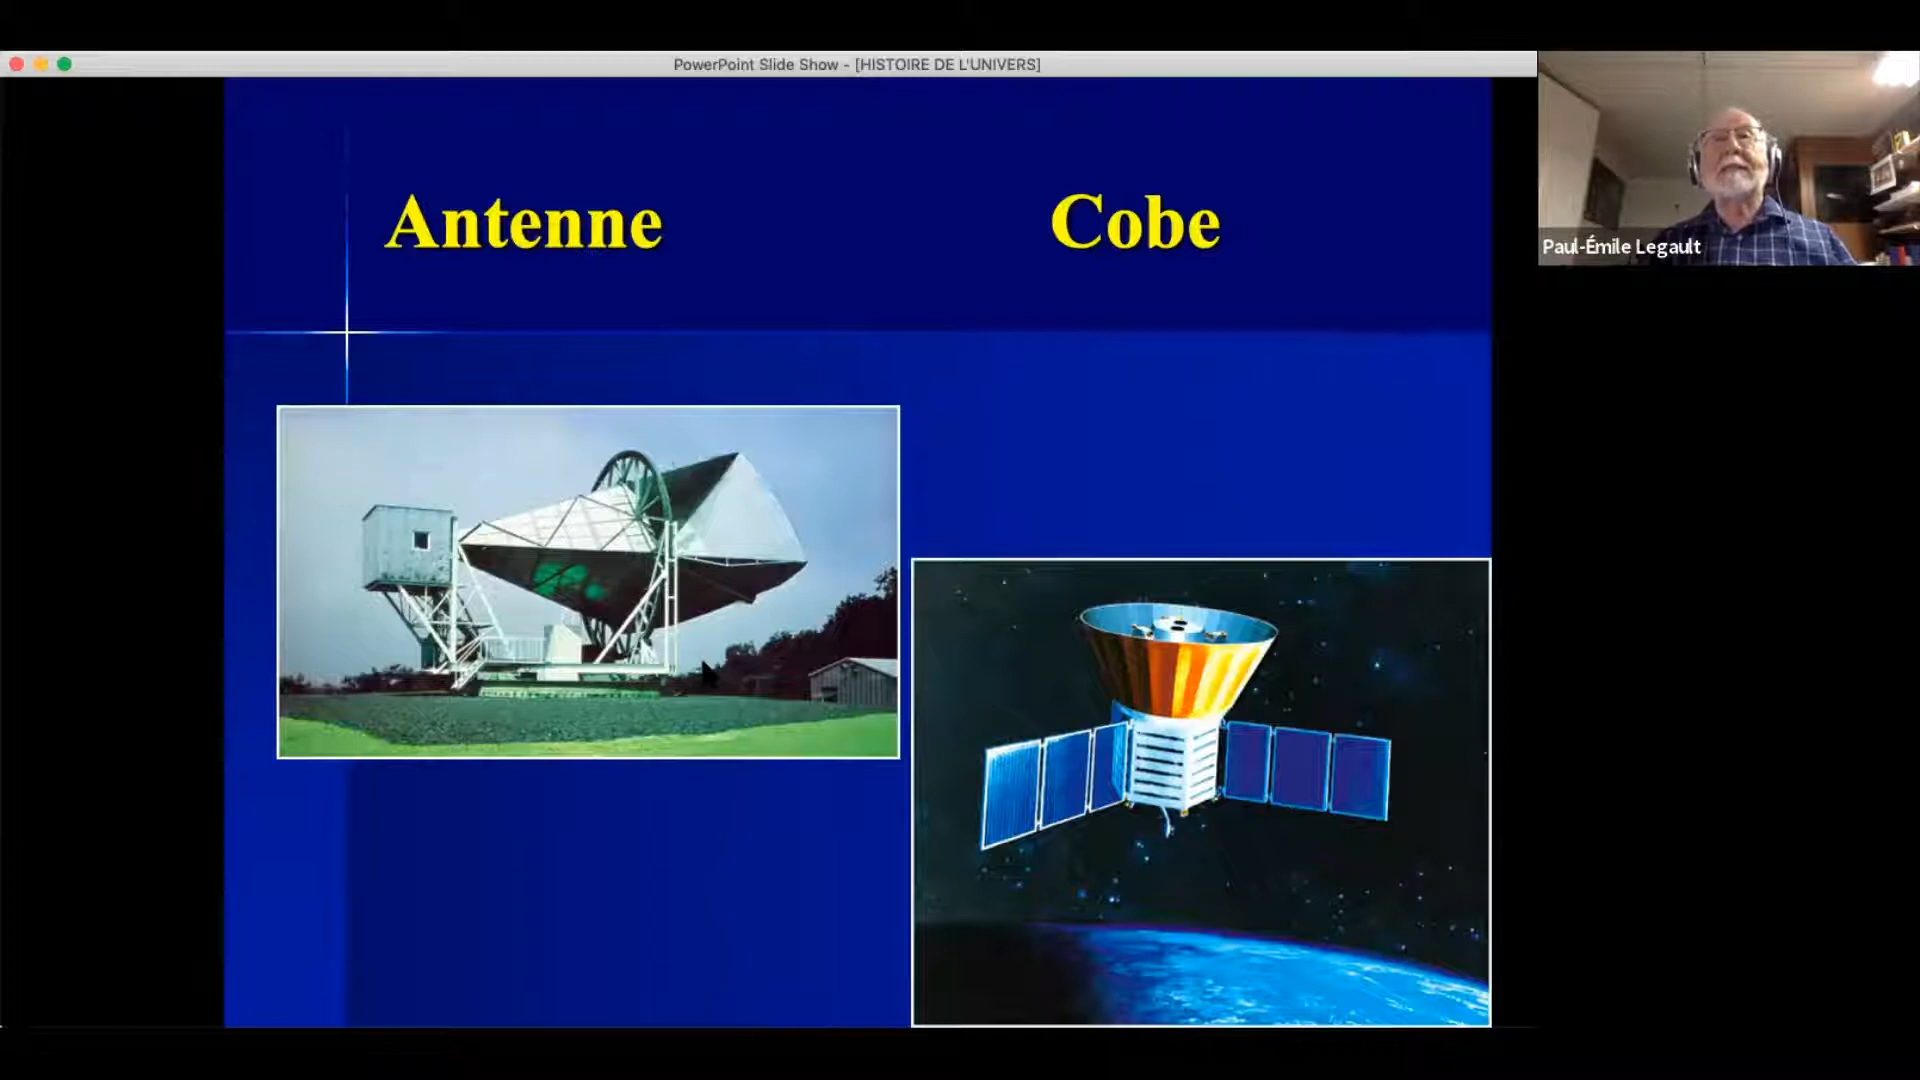 PowerPoint Slide Show - [HISTOIRE DE L'UNIVERS]
Antenne
Cobe
Paul-Émile Legault